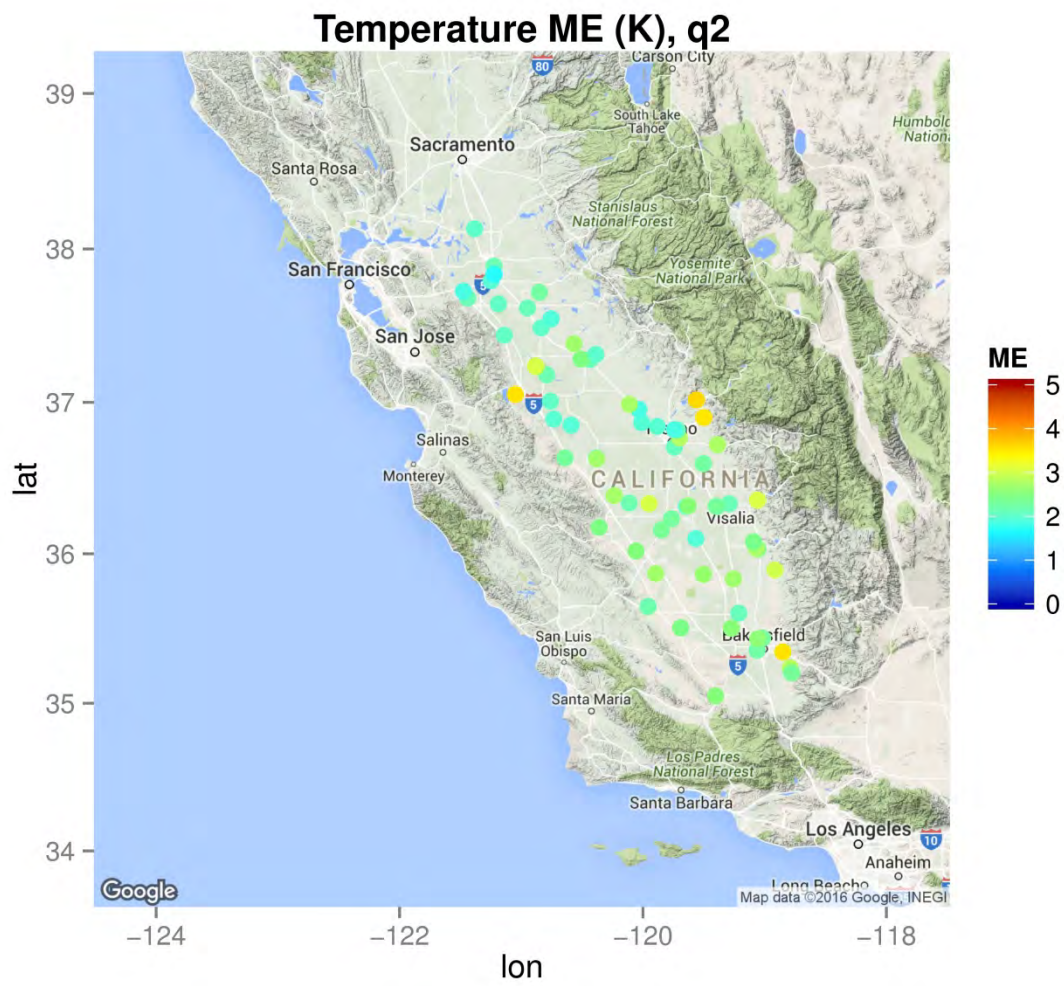 Temperature ME (K), q2
39
38
37
36
35
34
lat
80
Carson City
South Lake
Tahoe
Humbol
Nation
Sacramento
Santa Rosa
Stanislaus
National Forest
San Francisco
5
Yosemite
National Park
San Jose
5
Salinas
Monterey
CALIFORNIA
Visalia
San Luis
Obispo
5
Santa Maria
Los Padres
National Forest
Santa Barbara
Los Angeles
10
Anaheim
Long Beach
Google
Map data ©2016 Google, INEGI
−124
−122
−120
−118
lon
ME
5
4
3
2
1
0